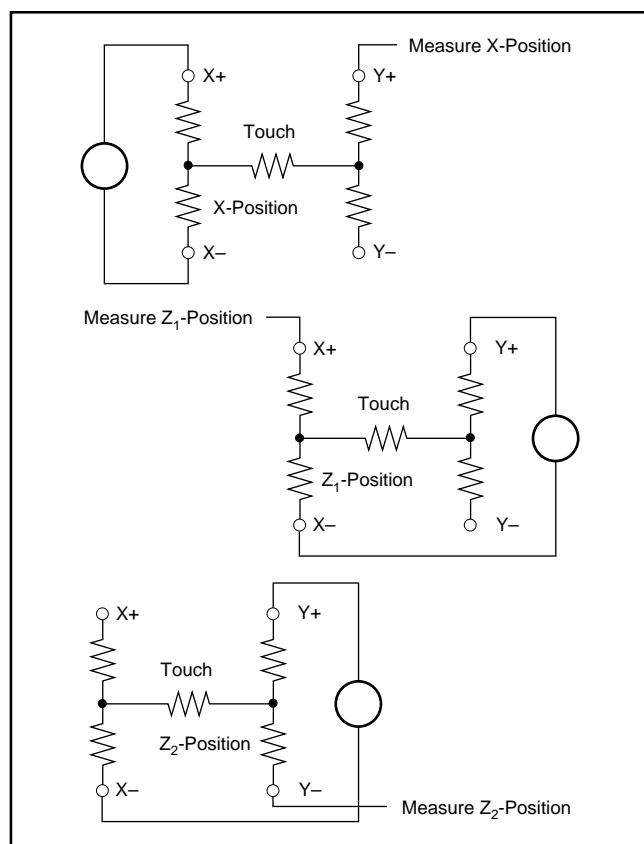 Measure X-Position
X+
Y+
Touch
X-Position
X–
Y–
Measure Z₁-Position
X+
Y+
Touch
Z₁-Position
X–
Y–
X+
Y+
Touch
Z₂-Position
X–
Y–
Measure Z₂-Position